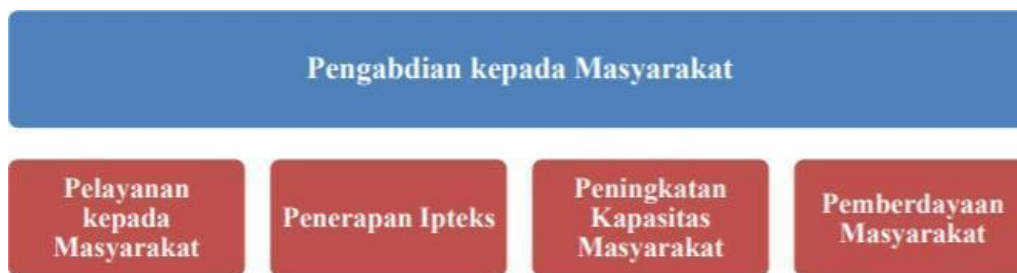 Pengabdian kepada Masyarakat
Pelayanan
kepada
Masyarakat
Penerapan Ipteks
Peningkatan
Kapasitas
Masyarakat
Pemberdayaan
Masyarakat